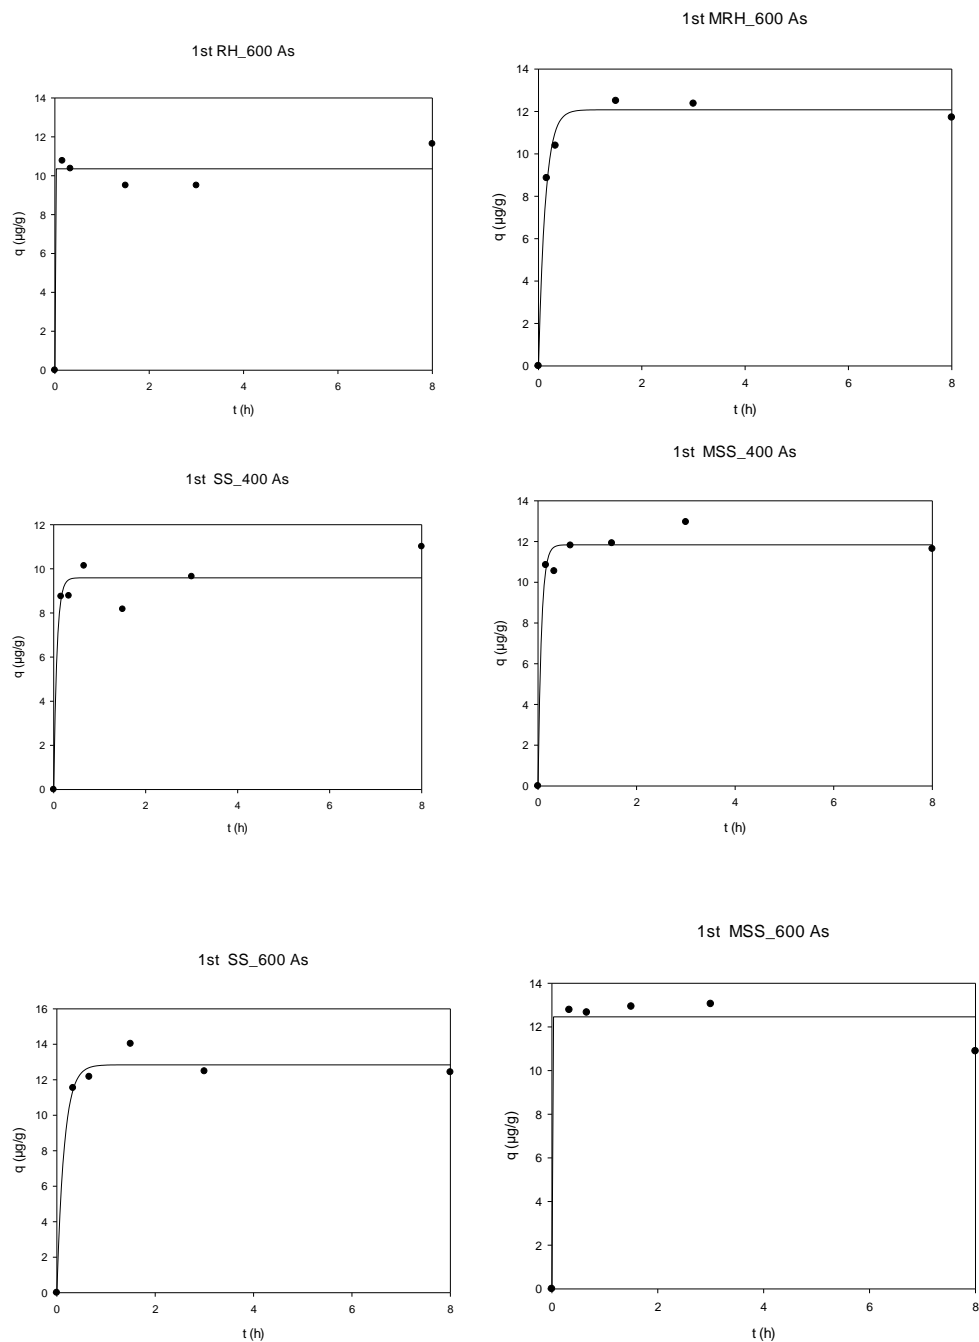 1st RH_600 As
14
12
10
8
6
4
2
0
q (µg/g)
0 2 4 6 8
t (h)
1st MRH_600 As
14
12
10
8
6
4
2
0
q (µg/g)
0 2 4 6 8
t (h)
1st SS_400 As
12
10
8
6
4
2
0
q (µg/g)
0 2 4 6 8
t (h)
1st MSS_400 As
14
12
10
8
6
4
2
0
q (µg/g)
0 2 4 6 8
t (h)
1st SS_600 As
16
14
12
10
8
6
4
2
0
q (µg/g)
0 2 4 6 8
t (h)
1st MSS_600 As
14
12
10
8
6
4
2
0
q (µg/g)
0 2 4 6 8
t (h)